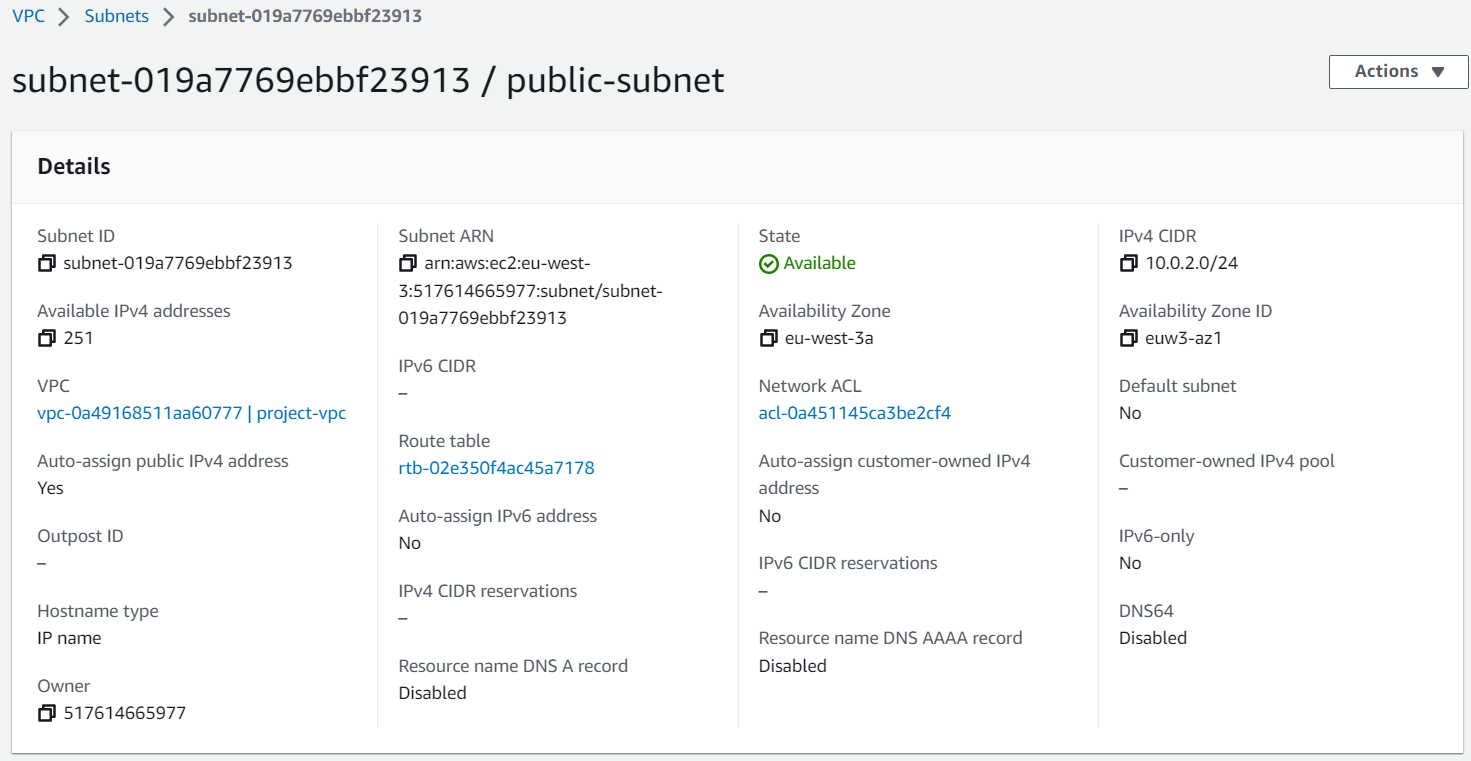 VPC > Subnets > subnet-019a7769ebbf23913
subnet-019a7769ebbf23913 / public-subnet
Actions ▼
Details
Subnet ID
subnet-019a7769ebbf23913
Available IPv4 addresses
251
VPC
vpc-0a49168511aa60777 | project-vpc
Auto-assign public IPv4 address
Yes
Outpost ID
–
Hostname type
IP name
Owner
517614665977
Subnet ARN
arn:aws:ec2:eu-west-
3:517614665977:subnet/subnet-
019a7769ebbf23913
IPv6 CIDR
–
Route table
rtb-02e350f4ac45a7178
Auto-assign IPv6 address
No
IPv4 CIDR reservations
–
Resource name DNS A record
Disabled
State
Available
Availability Zone
eu-west-3a
Network ACL
acl-0a451145ca3be2cf4
Auto-assign customer-owned IPv4
address
No
IPv6 CIDR reservations
–
Resource name DNS AAAA record
Disabled
IPv4 CIDR
10.0.2.0/24
Availability Zone ID
euw3-az1
Default subnet
No
Customer-owned IPv4 pool
–
IPv6-only
No
DNS64
Disabled